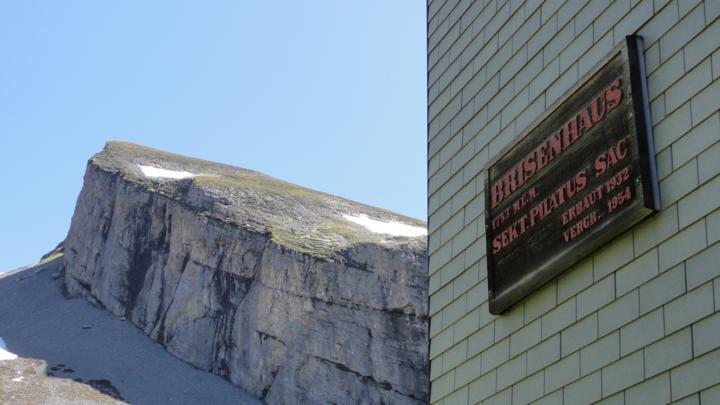 BRISENHAUS
1753 M.ü.M.
SEKT. PILATUS SAC
ERBAUT 1932
VERGR. 1954